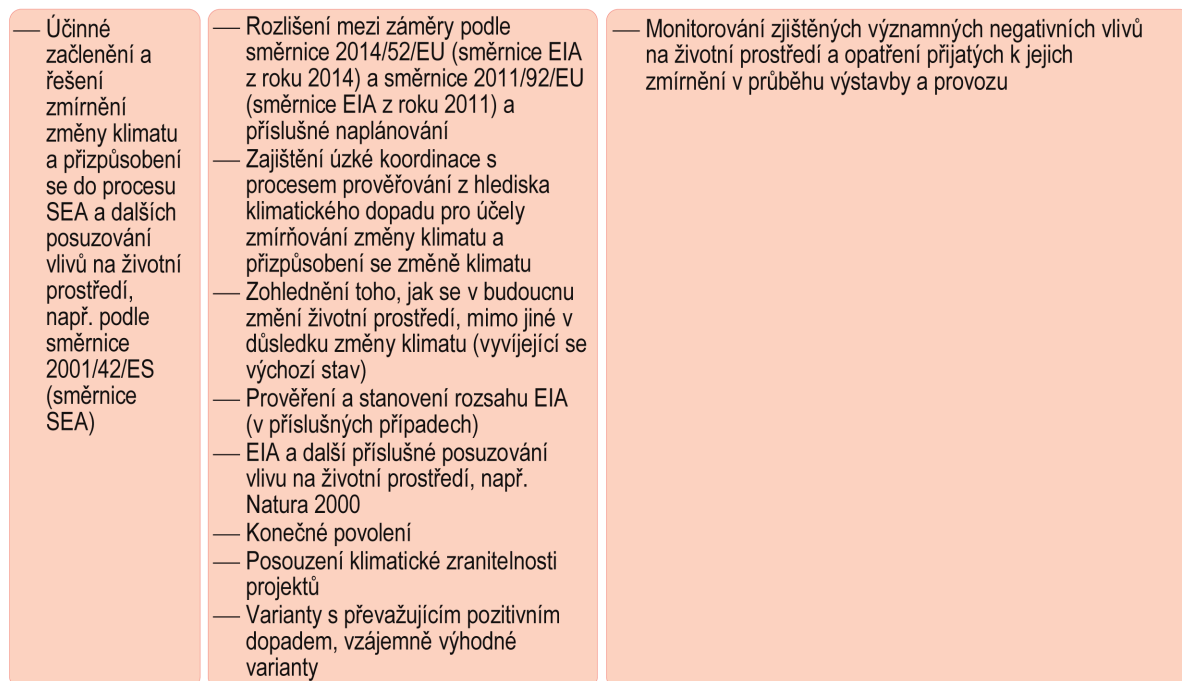 — Účinné
začlenění a
řešení
zmírnění
změny klimatu
a přizpůsobení
se do procesu
SEA a dalších
posuzování
vlivů na životní
prostředí,
např. podle
směrnice
2001/42/ES
(směrnice
SEA)
— Rozlišení mezi záměry podle
směrnice 2014/52/EU (směrnice EIA
z roku 2014) a směrnice 2011/92/EU
(směrnice EIA z roku 2011) a
příslušné naplánování
— Zajištění úzké koordinace s
procesem prověřování z hlediska
klimatického dopadu pro účely
zmírňování změny klimatu a
přizpůsobení se změně klimatu
— Zohlednění toho, jak se v budoucnu
změní životní prostředí, mimo jiné v
důsledku změny klimatu (vyvíjející se
výchozí stav)
— Prověření a stanovení rozsahu EIA
(v příslušných případech)
— EIA a další příslušné posuzování
vlivu na životní prostředí, např.
Natura 2000
— Konečné povolení
— Posouzení klimatické zranitelnosti
projektů
— Varianty s převažujícím pozitivním
dopadem, vzájemně výhodné
varianty
— Monitorování zjištěných významných negativních vlivů
na životní prostředí a opatření přijatých k jejich
zmírnění v průběhu výstavby a provozu